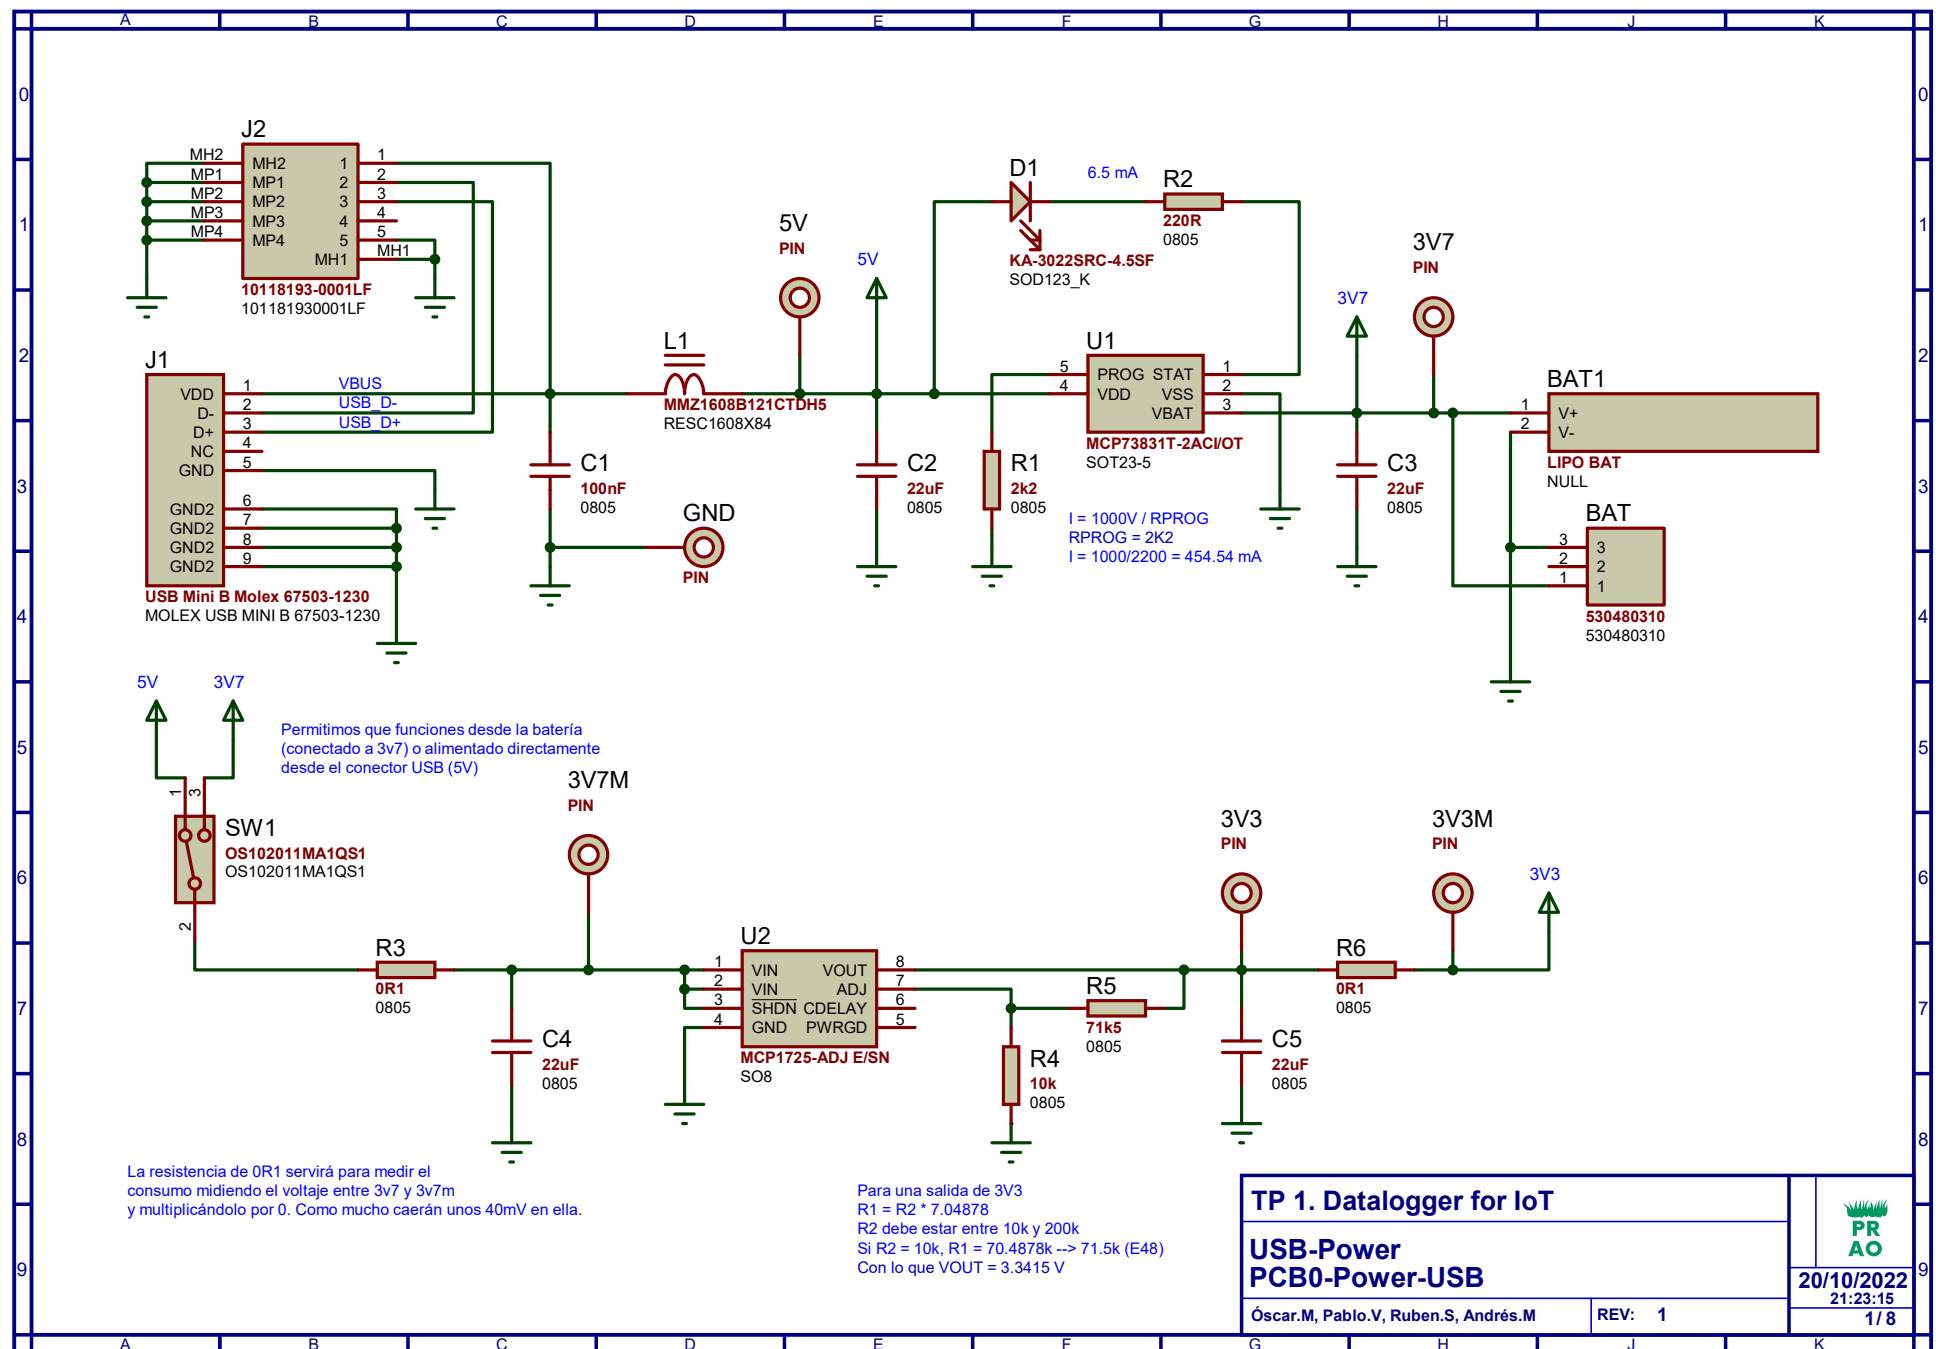 A B C D E F G H J K
0 0
1 1
2 2
3 3
4 4
5 5
6 6
7 7
8 8
9 9
J2
MH2 MH2 1 1
MP1 MP1 2 2
MP2 MP2 3 3
MP3 MP3 4 4
MP4 MP4 5 5
MH1 MH1
10118193-0001LF
101181930001LF
J1
VDD 1 VBUS
D- 2 USB_D-
D+ 3 USB_D+
NC 4
GND 5
GND2 6
GND2 7
GND2 8
GND2 9
USB Mini B Molex 67503-1230
MOLEX USB MINI B 67503-1230
C1
100nF
0805
L1
MMZ1608B121CTDH5
RESC1608X84
GND
PIN
5V
PIN
5V
C2
22uF
0805
D1
KA-3022SRC-4.5SF
SOD123_K
6.5 mA
R2
220R
0805
R1
2k2
0805
U1
5 PROG STAT 1
4 VDD VSS 2
VBAT 3
MCP73831T-2ACI/OT
SOT23-5
I = 1000V / RPROG
RPROG = 2K2
I = 1000/2200 = 454.54 mA
3V7
3V7
PIN
C3
22uF
0805
BAT1
1 V+
2 V-
LIPO BAT
NULL
BAT
3 3
2 2
1 1
530480310
530480310
5V 3V7
Permitimos que funciones desde la batería
(conectado a 3v7) o alimentado directamente
desde el conector USB (5V)
1 3
SW1
OS102011MA1QS1
OS102011MA1QS1
2
R3
0R1
0805
3V7M
PIN
C4
22uF
0805
U2
1 VIN VOUT 8
2 VIN ADJ 7
3 SHDN CDELAY 6
4 GND PWRGD 5
MCP1725-ADJ E/SN
SO8
R5
71k5
0805
R4
10k
0805
3V3
PIN
C5
22uF
0805
R6
0R1
0805
3V3M
PIN
3V3
La resistencia de 0R1 servirá para medir el
consumo midiendo el voltaje entre 3v7 y 3v7m
y multiplicándolo por 0. Como mucho caerán unos 40mV en ella.
Para una salida de 3V3
R1 = R2 * 7.04878
R2 debe estar entre 10k y 200k
Si R2 = 10k, R1 = 70.4878k --> 71.5k (E48)
Con lo que VOUT = 3.3415 V
TP 1. Datalogger for IoT
USB-Power
PCB0-Power-USB
Óscar.M, Pablo.V, Ruben.S, Andrés.M
REV: 1
PR
AO
20/10/2022
21:23:15
1/ 8
A B C D E F G H J K